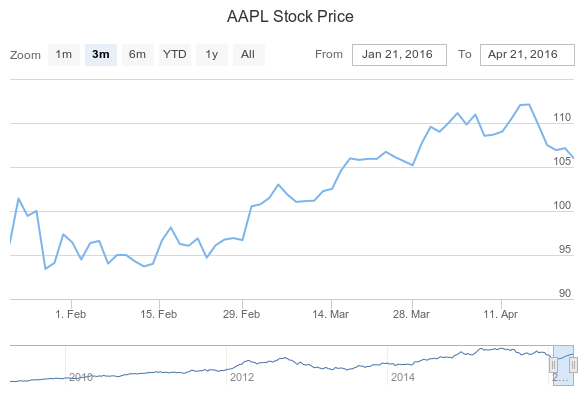 AAPL Stock Price
Zoom 1m 3m 6m YTD 1y All From Jan 21, 2016 To Apr 21, 2016
110
105
100
95
90
1. Feb 15. Feb 29. Feb 14. Mar 28. Mar 11. Apr
2010 2012 2014 2…